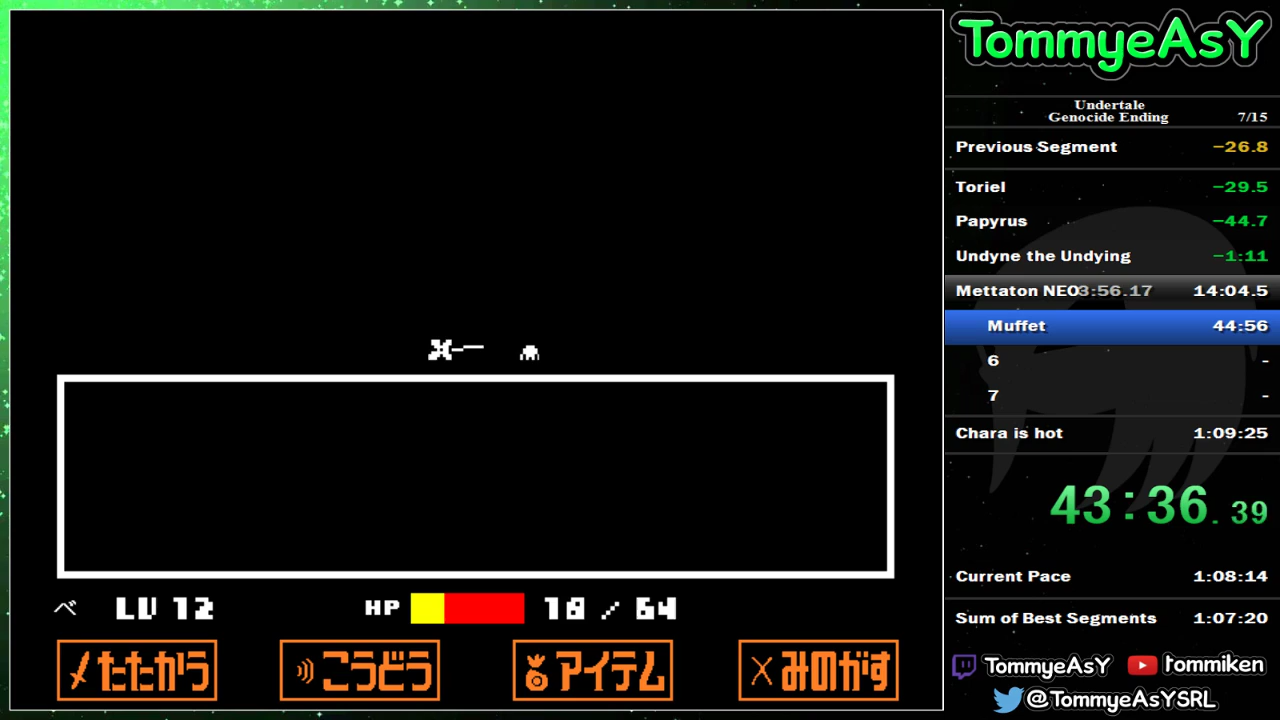 TommyeAsY
Undertale
Genocide Ending 7/15
Previous Segment −26.8
Toriel −29.5
Papyrus −44.7
Undyne the Undying −1:11
Mettaton NEO 3:56.17 14:04.5
Muffet 44:56
6 -
7 -
Chara is hot 1:09:25
43:36.39
Current Pace 1:08:14
Sum of Best Segments 1:07:20
TommyeAsY tommiken
@TommyeAsYSRL
ベ LV 12 HP 18 / 64
たたかう こうどう アイテム みのがす